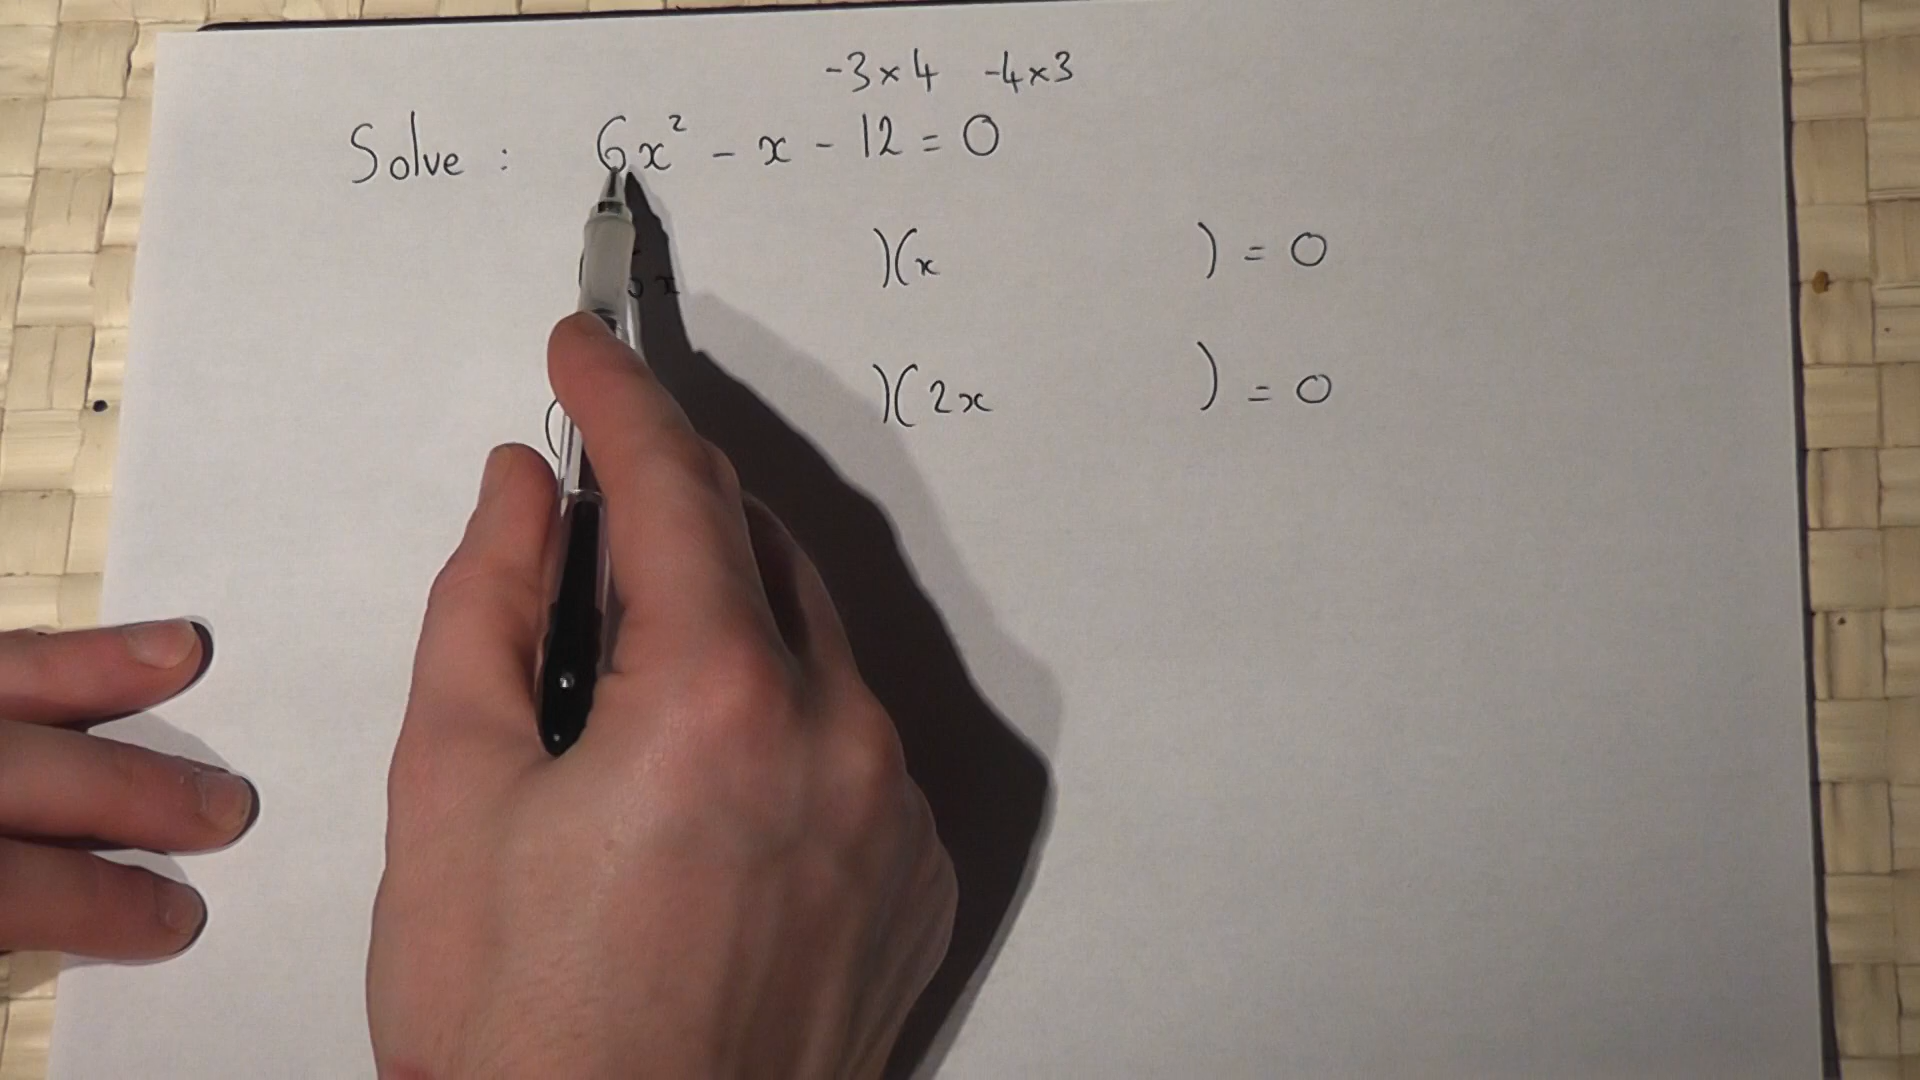 -3×4 -4×3
Solve : 6x² - x - 12 = 0
)(x ) = 0
( )(2x ) = 0